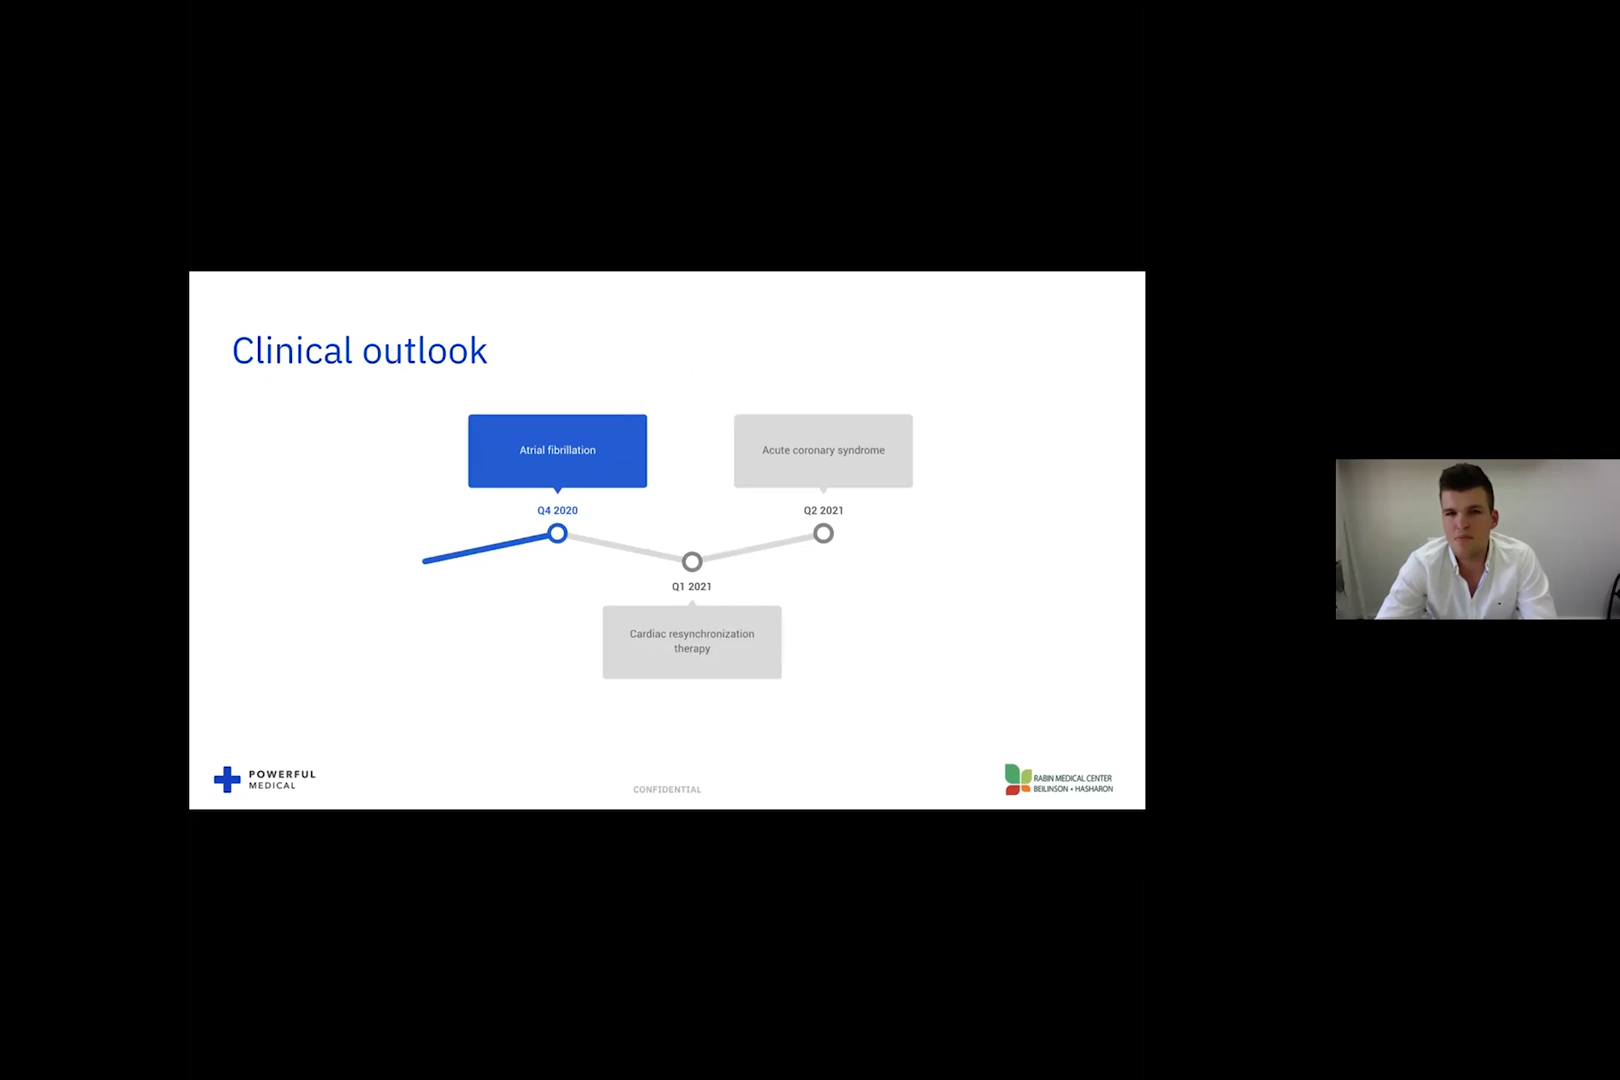 Clinical outlook
Atrial fibrillation
Acute coronary syndrome
Q4 2020
Q2 2021
Q1 2021
Cardiac resynchronization
therapy
POWERFUL
MEDICAL
CONFIDENTIAL
RABIN MEDICAL CENTER
BEILINSON • HASHARON